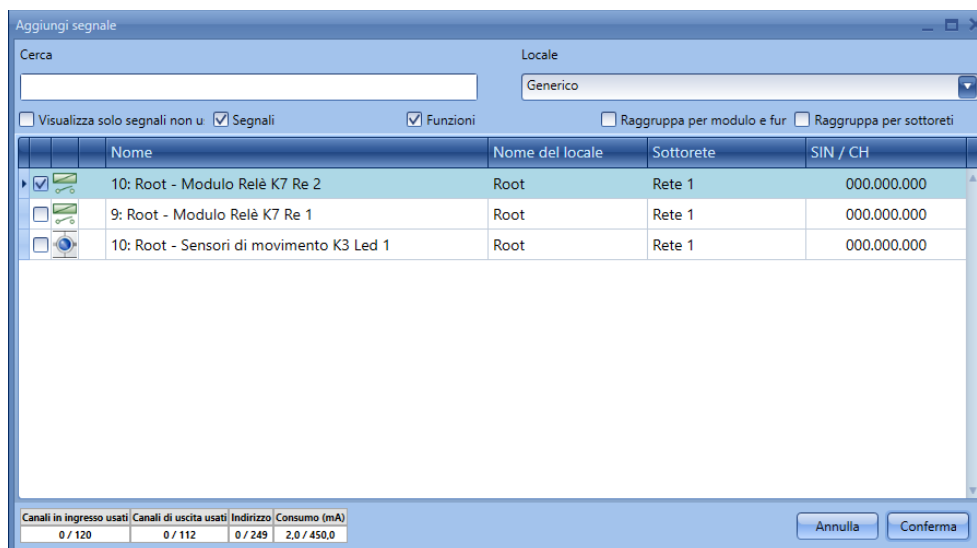 Aggiungi segnale
Cerca Locale
Generico
Visualizza solo segnali non u Segnali Funzioni Raggruppa per modulo e fur Raggruppa per sottoreti
Nome Nome del locale Sottorete SIN / CH
10: Root - Modulo Relè K7 Re 2 Root Rete 1 000.000.000
9: Root - Modulo Relè K7 Re 1 Root Rete 1 000.000.000
10: Root - Sensori di movimento K3 Led 1 Root Rete 1 000.000.000
Canali in ingresso usati Canali di uscita usati Indirizzo Consumo (mA)
0 / 120 0 / 112 0 / 249 2,0 / 450,0
Annulla Conferma